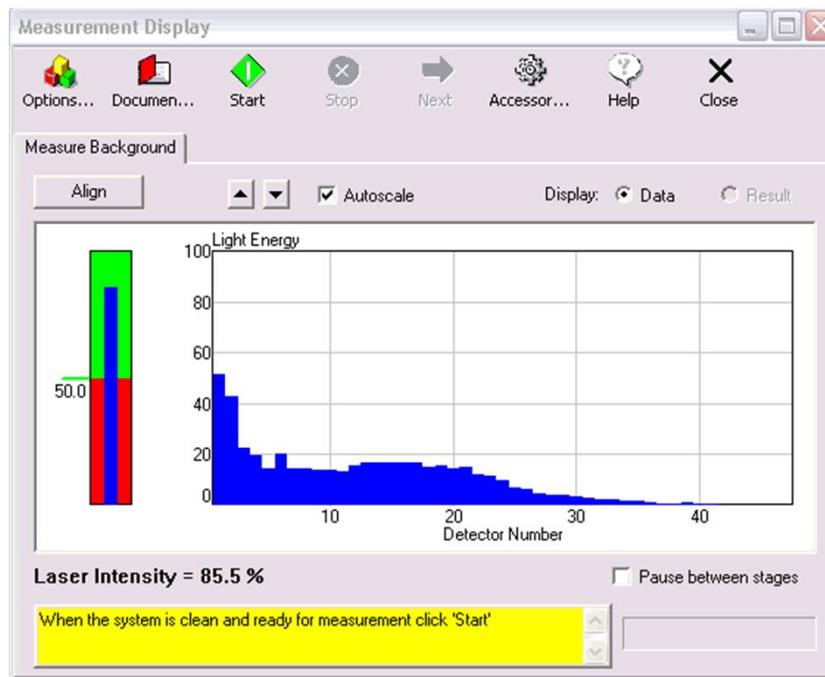 Measurement Display
Options... Documen... Start Stop Next Accessor... Help Close
Measure Background
Align Autoscale Display: Data Result
Light Energy
100
80
60
50.0
40
20
0
10 20 30 40
Detector Number
Laser Intensity = 85.5 %
Pause between stages
When the system is clean and ready for measurement click 'Start'